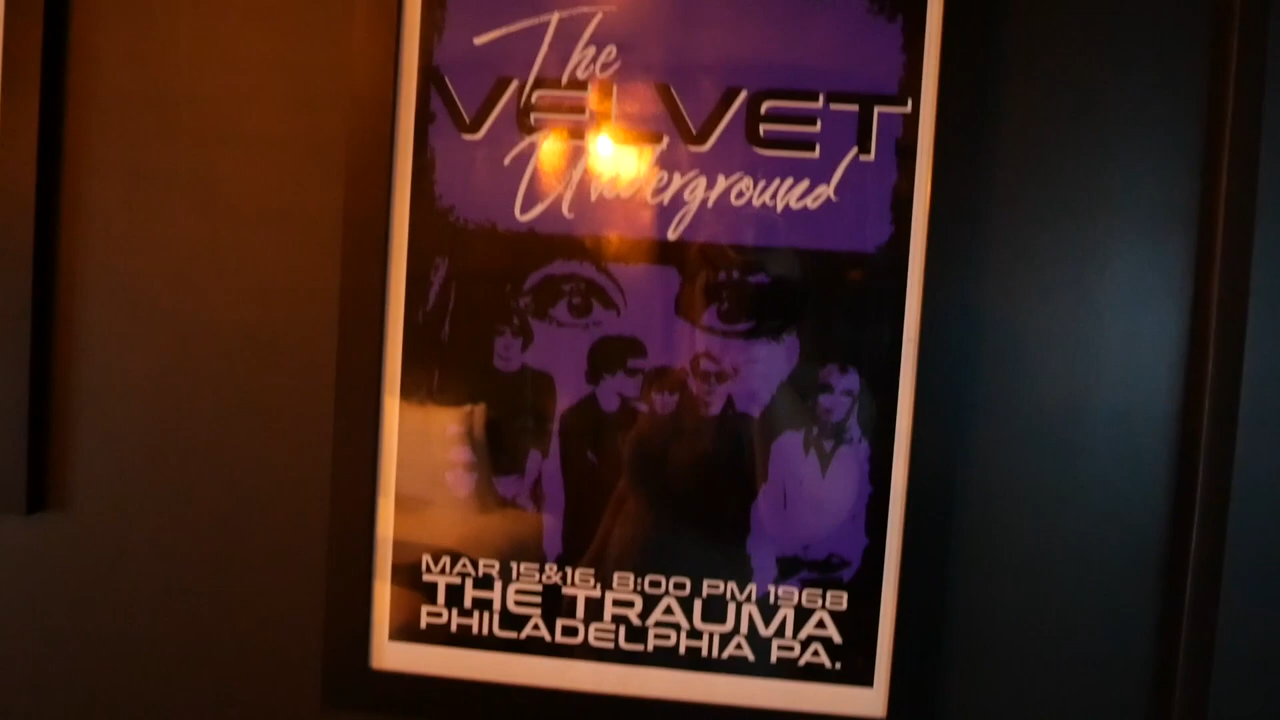 The
VELVET
Underground
MAR 15&16, 8:00 PM 1968
THE TRAUMA
PHILADELPHIA PA.